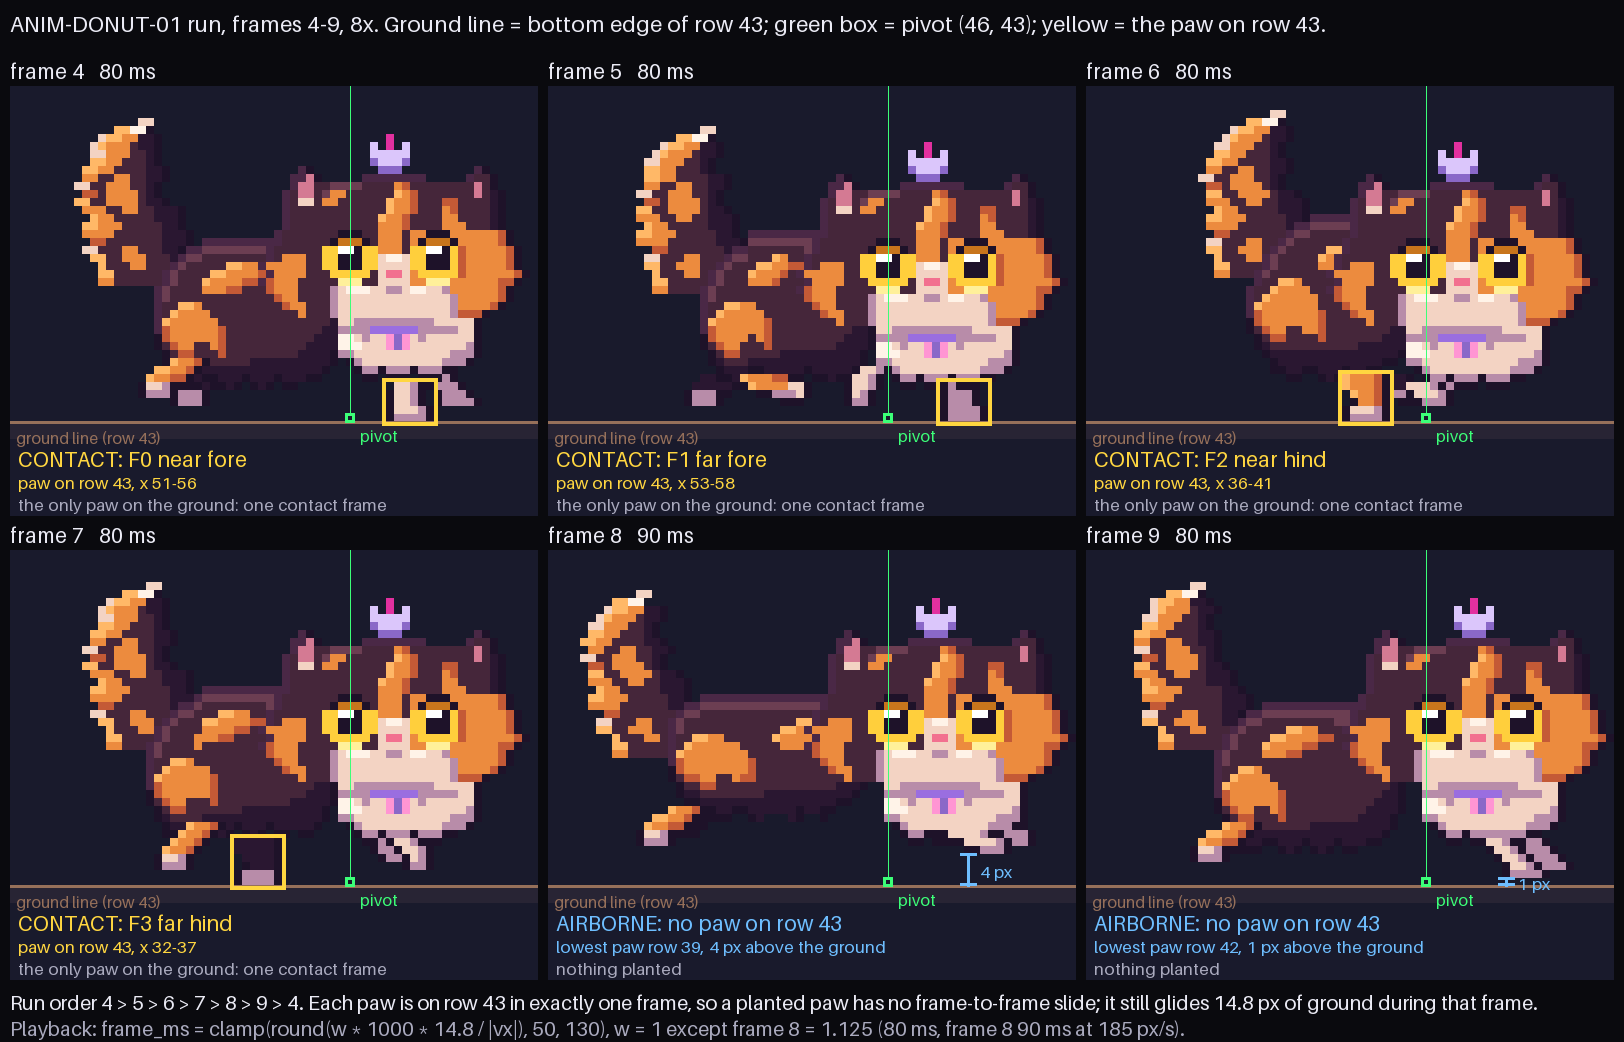 ANIM-DONUT-01 run, frames 4-9, 8x. Ground line = bottom edge of row 43; green box = pivot (46, 43); yellow = the paw on row 43.
frame 4 80 ms
frame 5 80 ms
frame 6 80 ms
ground line (row 43)
pivot
CONTACT: F0 near fore
paw on row 43, x 51-56
the only paw on the ground: one contact frame
ground line (row 43)
pivot
CONTACT: F1 far fore
paw on row 43, x 53-58
the only paw on the ground: one contact frame
ground line (row 43)
pivot
CONTACT: F2 near hind
paw on row 43, x 36-41
the only paw on the ground: one contact frame
frame 7 80 ms
frame 8 90 ms
frame 9 80 ms
ground line (row 43)
pivot
CONTACT: F3 far hind
paw on row 43, x 32-37
the only paw on the ground: one contact frame
4 px
ground line (row 43)
pivot
AIRBORNE: no paw on row 43
lowest paw row 39, 4 px above the ground
nothing planted
1 px
ground line (row 43)
pivot
AIRBORNE: no paw on row 43
lowest paw row 42, 1 px above the ground
nothing planted
Run order 4 > 5 > 6 > 7 > 8 > 9 > 4. Each paw is on row 43 in exactly one frame, so a planted paw has no frame-to-frame slide; it still glides 14.8 px of ground during that frame.
Playback: frame_ms = clamp(round(w * 1000 * 14.8 / |vx|), 50, 130), w = 1 except frame 8 = 1.125 (80 ms, frame 8 90 ms at 185 px/s).